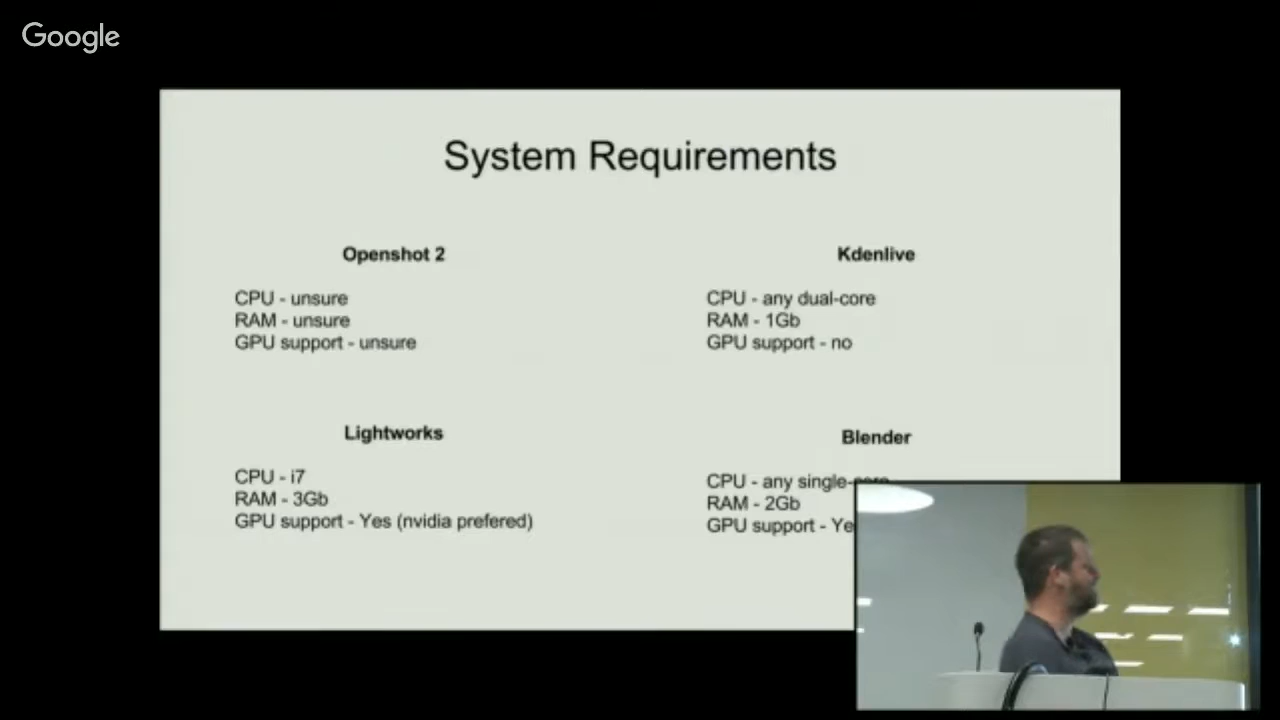 Google
System Requirements
Openshot 2
CPU - unsure
RAM - unsure
GPU support - unsure
Kdenlive
CPU - any dual-core
RAM - 1Gb
GPU support - no
Lightworks
CPU - i7
RAM - 3Gb
GPU support - Yes (nvidia prefered)
Blender
CPU - any single-core
RAM - 2Gb
GPU support -